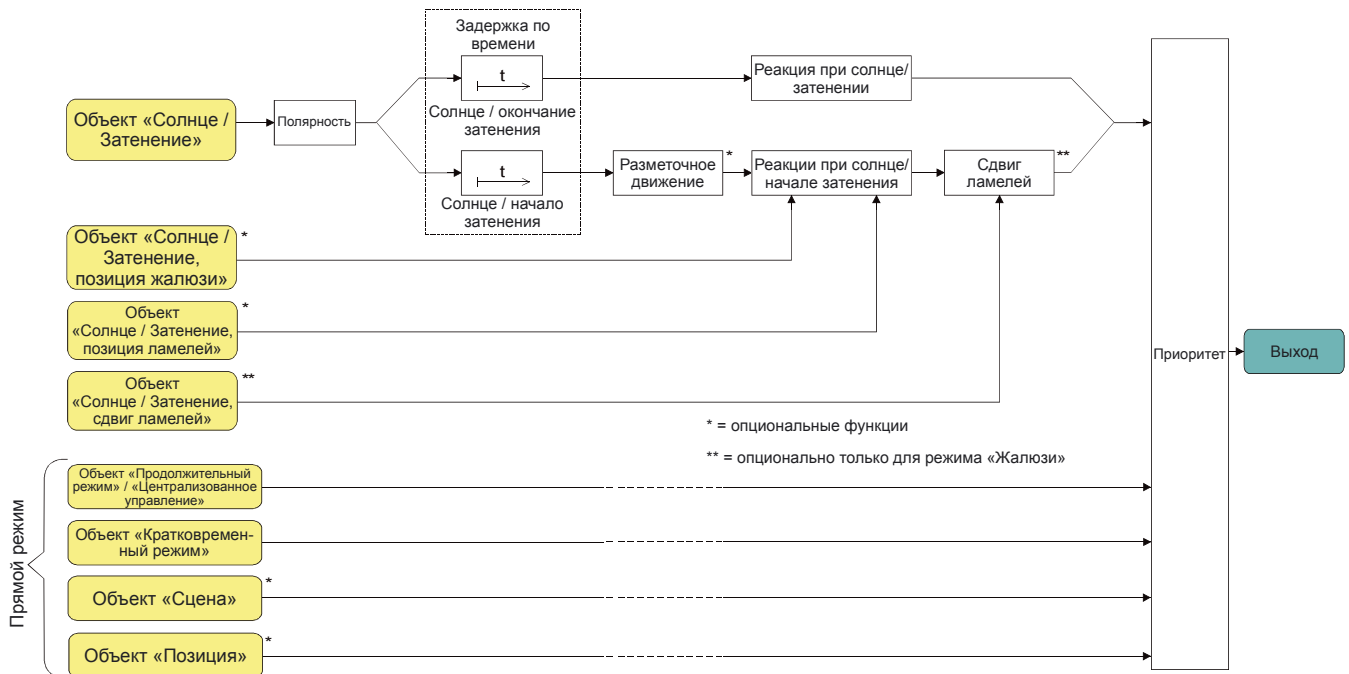 Задержка по
времени
t
Солнце / окончание
затенения
Реакция при солнце/
затенении
Объект «Солнце /
Затенение»
Полярность
t
Солнце / начало
затенения
Разметочное
движение
*
Реакции при солнце/
начале затенения
Сдвиг
ламелей
**
Объект «Солнце /
Затенение,
позиция жалюзи»
*
Объект
«Солнце / Затенение,
позиция ламелей»
*
Объект
«Солнце / Затенение,
сдвиг ламелей»
**
Приоритет
Выход
* = опциональные функции
** = опционально только для режима «Жалюзи»
Прямой режим
Объект «Продолжительный
режим» / «Централизованное
управление»
Объект «Кратковремен-
ный режим»
Объект «Сцена»
*
Объект «Позиция»
*